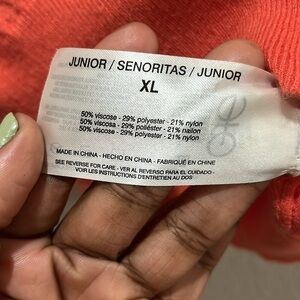 JUNIOR / SENORITAS / JUNIOR
XL
50% viscose - 29% polyester - 21% nylon
50% viscosa - 29% poliéster - 21% nailon
50% viscose - 29% polyester - 21% nylon
MADE IN CHINA - HECHO EN CHINA - FABRIQUÉ EN CHINE
SEE REVERSE FOR CARE - VER AL REVERSO PARA EL CUIDADO -
VOIR LES INSTRUCTIONS D'ENTRETIEN AU DOS